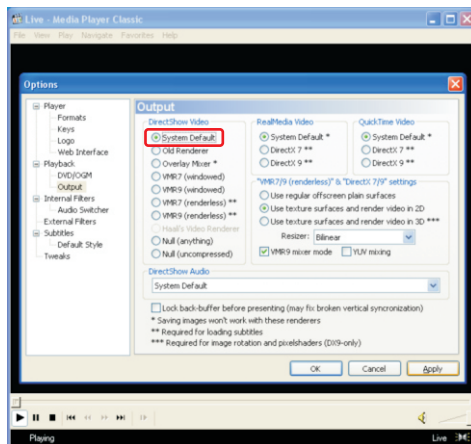 Live - Media Player Classic
File View Play Navigate Favorites Help
Options
Player
Formats
Keys
Logo
Web Interface
Playback
DVD/OGM
Output
Internal Filters
Audio Switcher
External Filters
Subtitles
Default Style
Tweaks
Output
DirectShow Video
System Default
Old Renderer
Overlay Mixer *
VMR7 (windowed)
VMR9 (windowed)
VMR7 (renderless) **
VMR9 (renderless) **
Haali's Video Renderer
Null (anything)
Null (uncompressed)
RealMedia Video
System Default *
DirectX 7 **
DirectX 9 **
QuickTime Video
System Default *
DirectX 7 **
DirectX 9 **
"VMR7/9 (renderless)" & "DirectX 7/9" settings
Use regular offscreen plain surfaces
Use texture surfaces and render video in 2D
Use texture surfaces and render video in 3D ***
Resizer: Bilinear
VMR9 mixer mode YUV mixing
DirectShow Audio
System Default
Lock back-buffer before presenting (may fix broken vertical syncronization)
* Saving images won't work with these renderers
** Required for loading subtitles
*** Required for image rotation and pixelshaders (DX9-only)
OK Cancel Apply
Playing Live